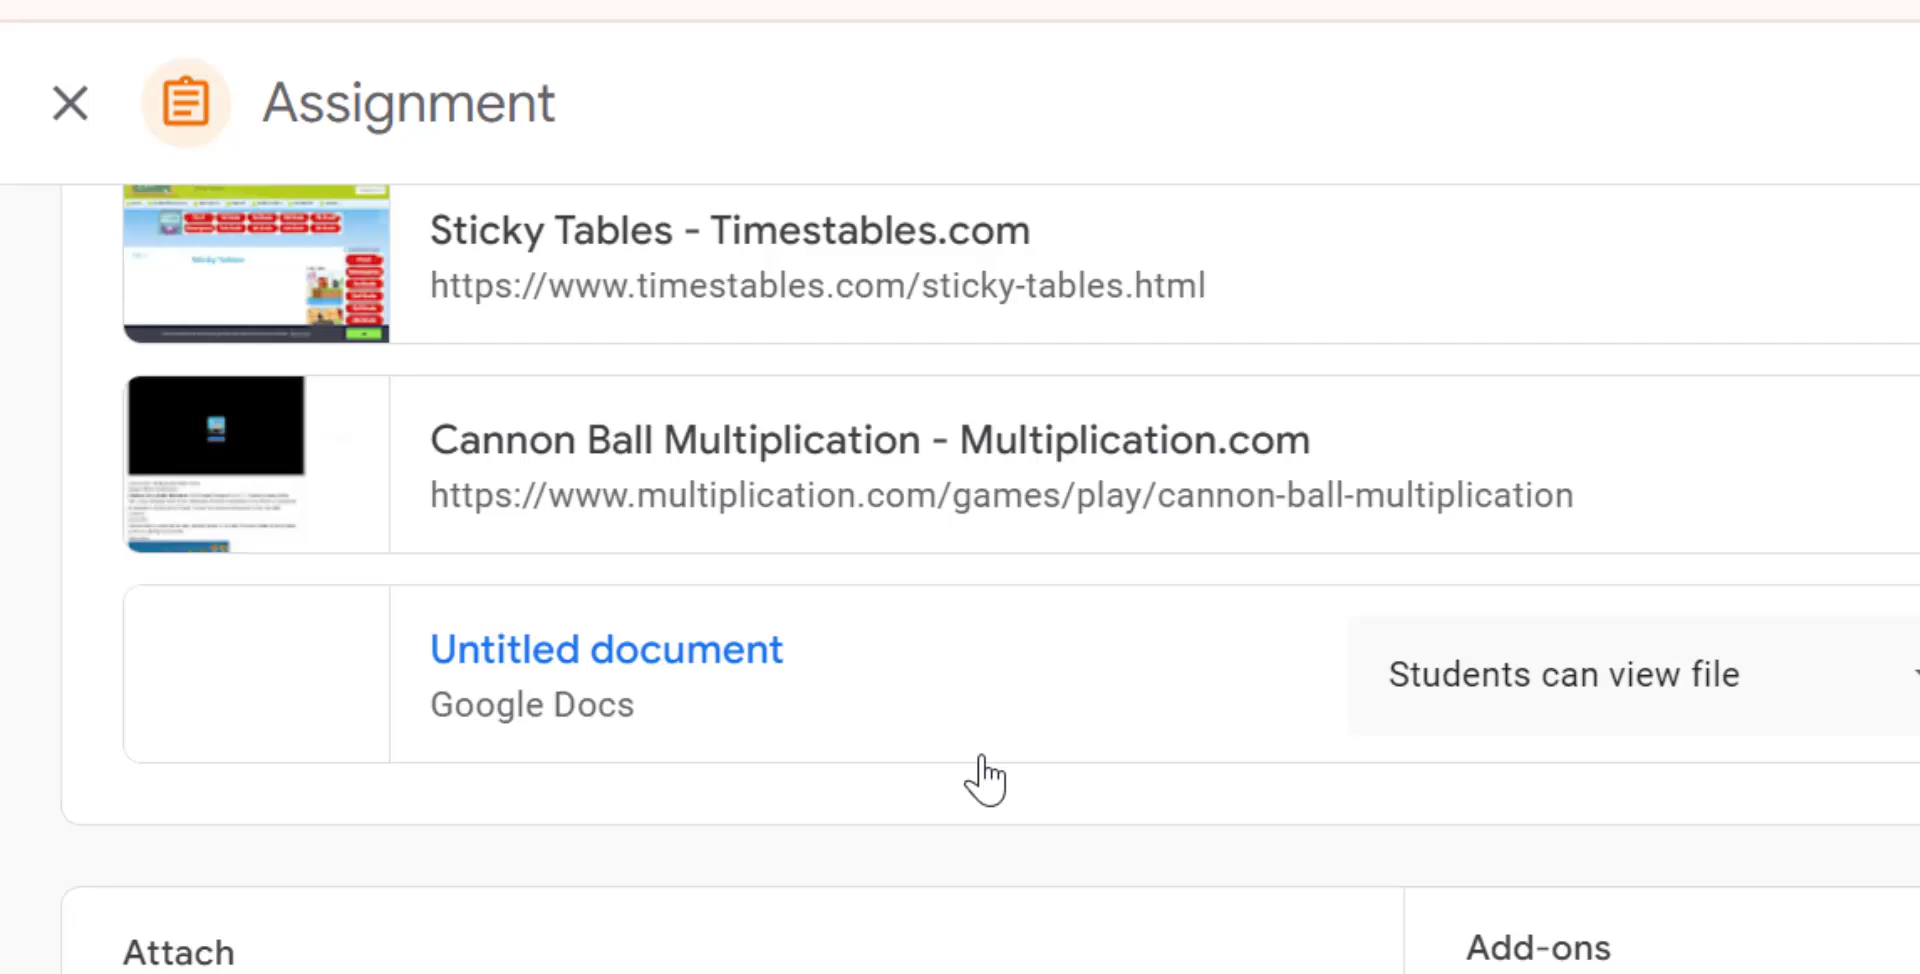 Assignment
Sticky Tables - Timestables.com
https://www.timestables.com/sticky-tables.html
Cannon Ball Multiplication - Multiplication.com
https://www.multiplication.com/games/play/cannon-ball-multiplication
Untitled document
Google Docs
Students can view file
Attach
Add-ons